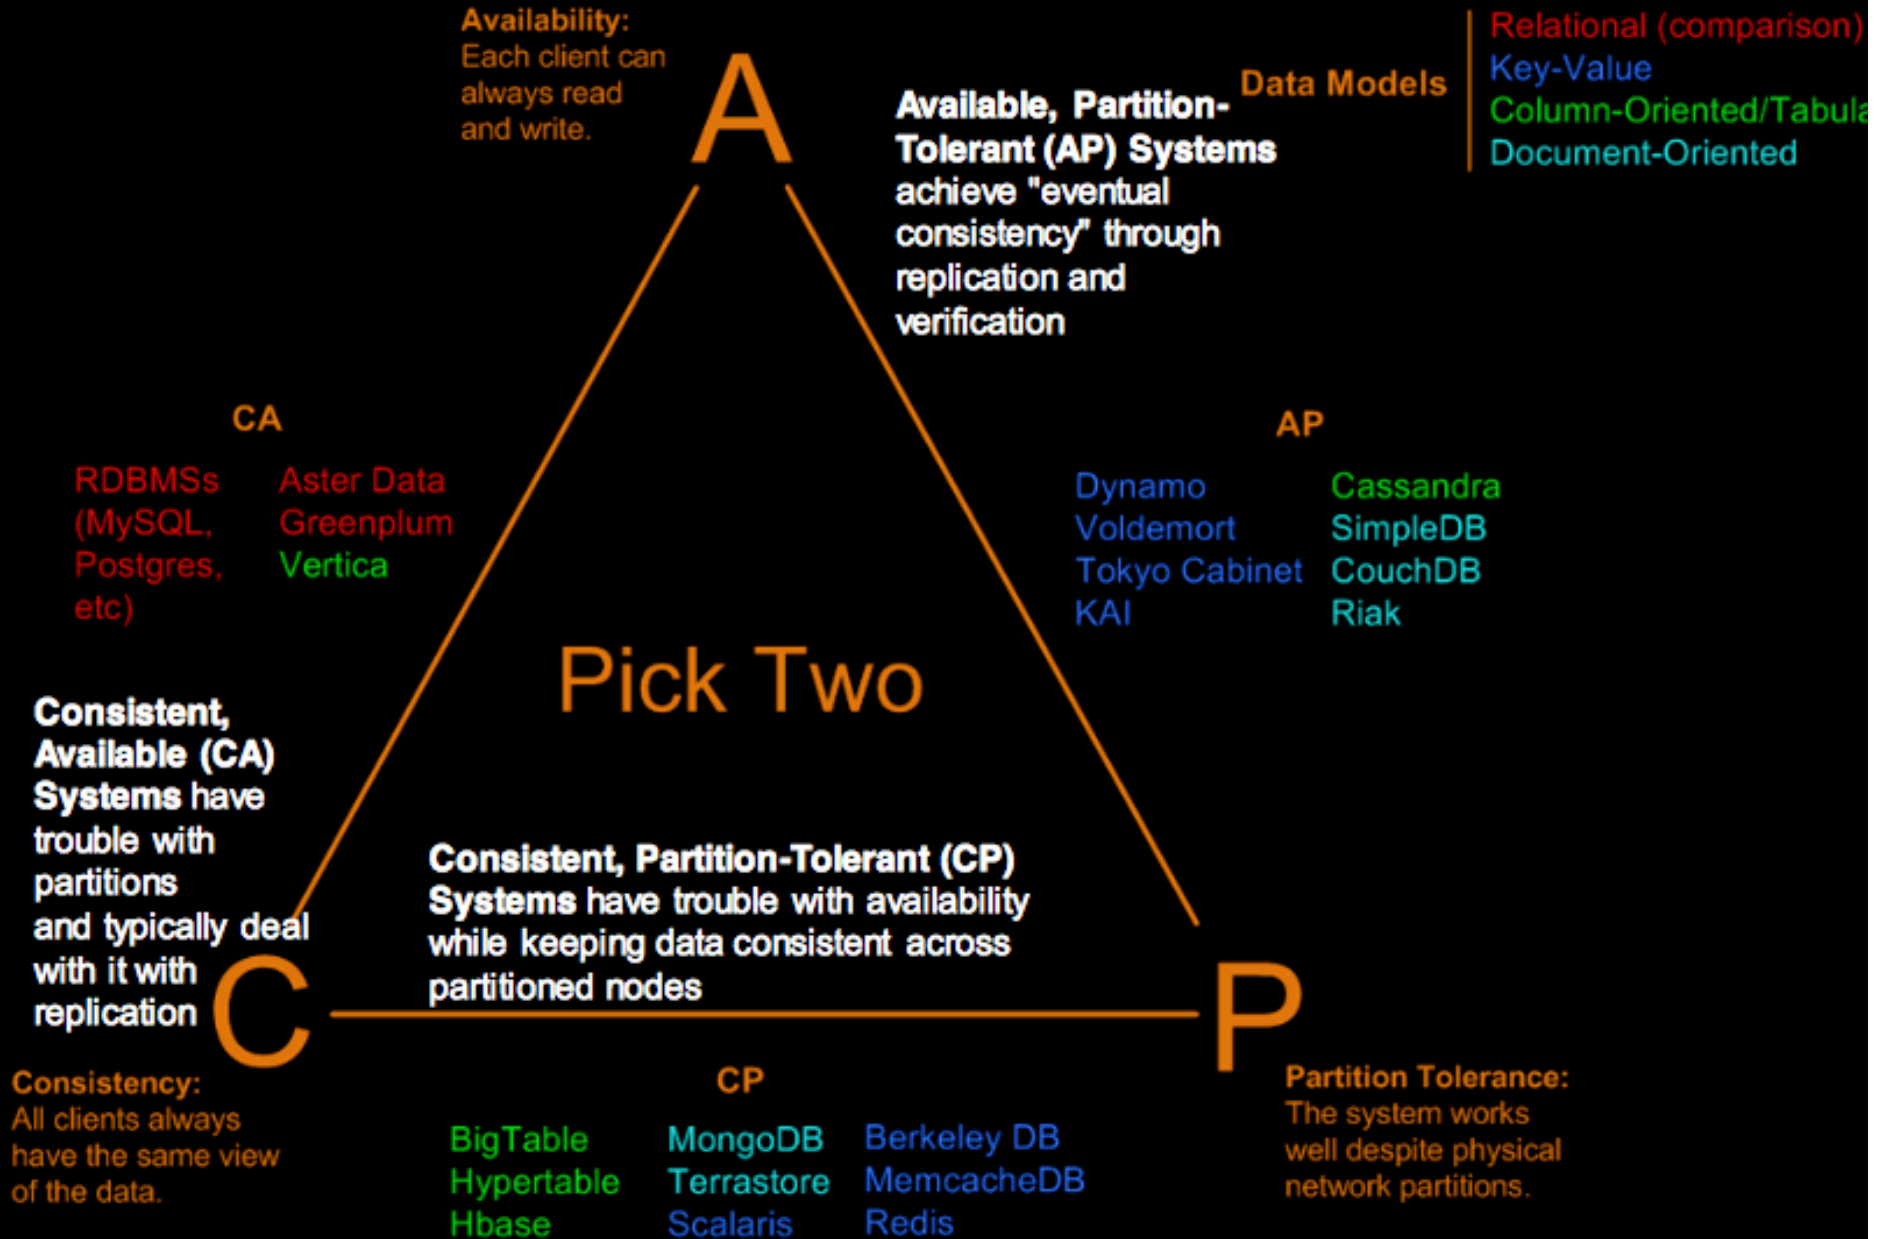 Availability:
Each client can
always read
and write.
A
Available, Partition-
Tolerant (AP) Systems
achieve "eventual
consistency" through
replication and
verification
Data Models
Relational (comparison)
Key-Value
Column-Oriented/Tabula
Document-Oriented
CA
RDBMSs
(MySQL,
Postgres,
etc)
Aster Data
Greenplum
Vertica
AP
Dynamo
Voldemort
Tokyo Cabinet
KAI
Cassandra
SimpleDB
CouchDB
Riak
Pick Two
Consistent,
Available (CA)
Systems have
trouble with
partitions
and typically deal
with it with
replication
Consistent, Partition-Tolerant (CP)
Systems have trouble with availability
while keeping data consistent across
partitioned nodes
C
P
Consistency:
All clients always
have the same view
of the data.
CP
BigTable
Hypertable
Hbase
MongoDB
Terrastore
Scalaris
Berkeley DB
MemcacheDB
Redis
Partition Tolerance:
The system works
well despite physical
network partitions.